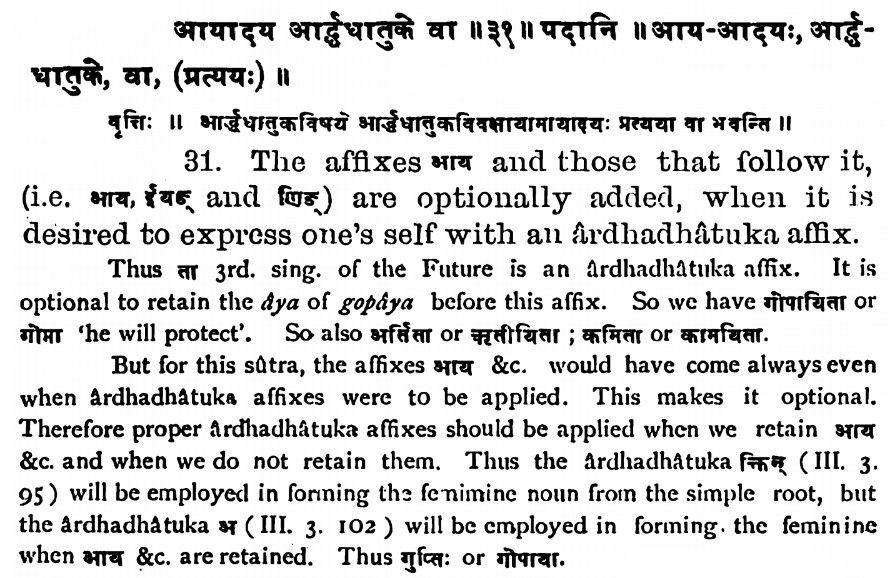 आयादय आर्द्धधातुके वा ॥३१॥ पदानि ॥ आय-आदयः, आर्द्ध-
धातुके, वा, (प्रत्ययः) ॥
वृत्तिः ॥ आर्द्धधातुकविषये आर्द्धधातुकविवक्षायामायादयः प्रत्यया वा भवन्ति ॥
31. The affixes आय and those that follow it,
(i.e. आय, ईयङ् and णिङ्) are optionally added, when it is
desired to express one's self with an ârdhadhâtuka affix.
Thus ता 3rd. sing. of the Future is an ârdhadhâtuka affix. It is
optional to retain the âya of gopâya before this affix. So we have गोपायिता or
गोप्ता 'he will protect'. So also अर्तिता or ऋतीयिता ; कमिता or कामयिता.
But for this sûtra, the affixes आय &c. would have come always even
when ârdhadhâtuka affixes were to be applied. This makes it optional.
Therefore proper ârdhadhâtuka affixes should be applied when we retain आय
&c. and when we do not retain them. Thus the ârdhadhâtuka क्तिन् (III. 3.
95) will be employed in forming the feminine noun from the simple root, but
the ârdhadhâtuka अ (III. 3. 102) will be employed in forming. the feminine
when आय &c. are retained. Thus गुप्तिः or गोपाया.